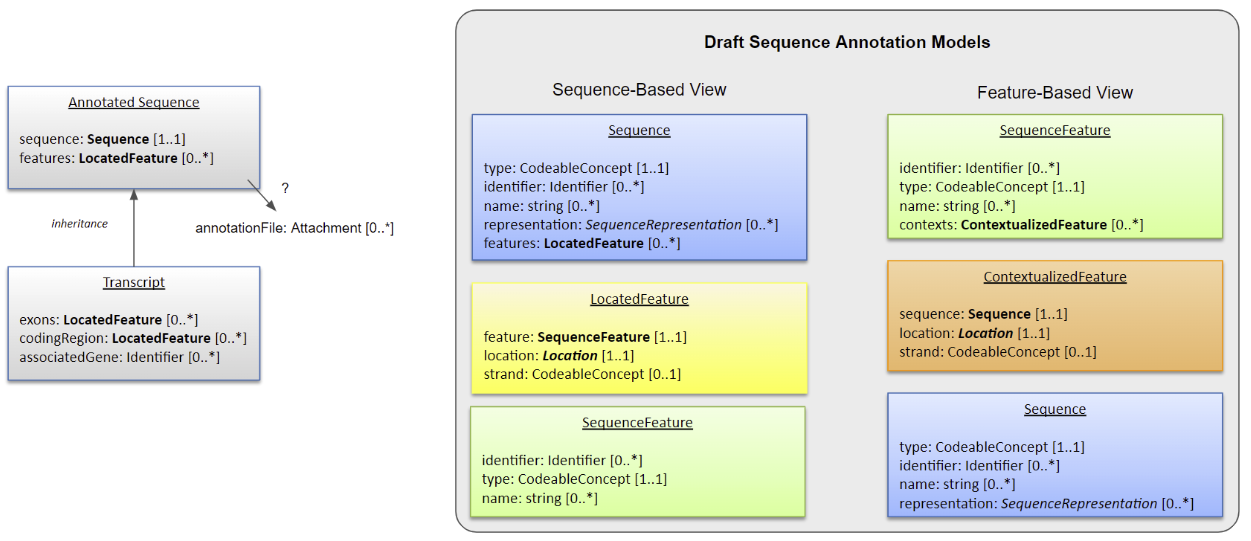 Annotated Sequence
sequence: Sequence [1..1]
features: LocatedFeature [0..*]
?
annotationFile: Attachment [0..*]
inheritance
Transcript
exons: LocatedFeature [0..*]
codingRegion: LocatedFeature [0..*]
associatedGene: Identifier [0..*]
Draft Sequence Annotation Models
Sequence-Based View
Sequence
type: CodeableConcept [1..1]
identifier: Identifier [0..*]
name: string [0..*]
representation: SequenceRepresentation [0..*]
features: LocatedFeature [0..*]
LocatedFeature
feature: SequenceFeature [1..1]
location: Location [1..1]
strand: CodeableConcept [0..1]
SequenceFeature
identifier: Identifier [0..*]
type: CodeableConcept [1..1]
name: string [0..*]
Feature-Based View
SequenceFeature
identifier: Identifier [0..*]
type: CodeableConcept [1..1]
name: string [0..*]
contexts: ContextualizedFeature [0..*]
ContextualizedFeature
sequence: Sequence [1..1]
location: Location [1..1]
strand: CodeableConcept [0..1]
Sequence
type: CodeableConcept [1..1]
identifier: Identifier [0..*]
name: string [0..*]
representation: SequenceRepresentation [0..*]